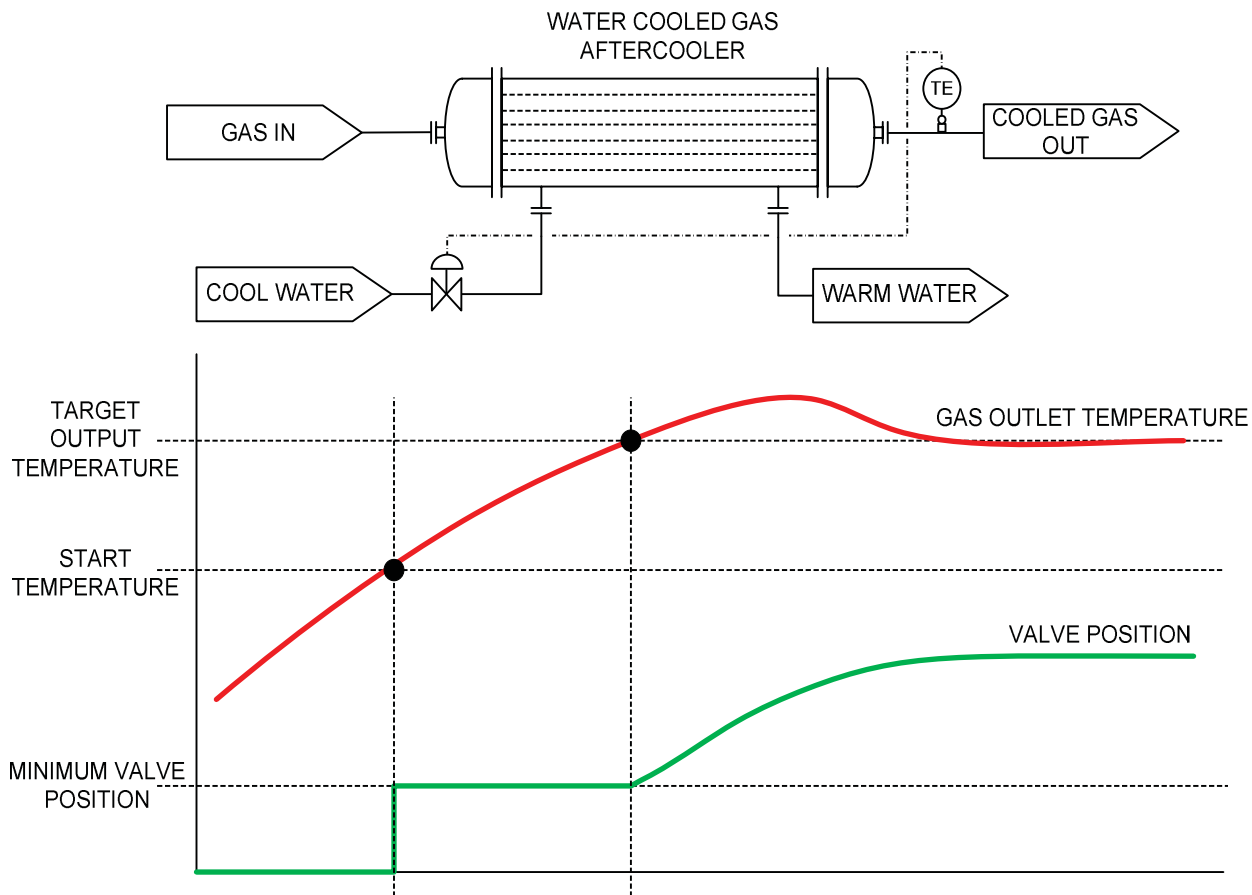 WATER COOLED GAS
AFTERCOOLER
TE
GAS IN
COOLED GAS
OUT
COOL WATER
WARM WATER
TARGET
OUTPUT
TEMPERATURE
GAS OUTLET TEMPERATURE
START
TEMPERATURE
VALVE POSITION
MINIMUM VALVE
POSITION